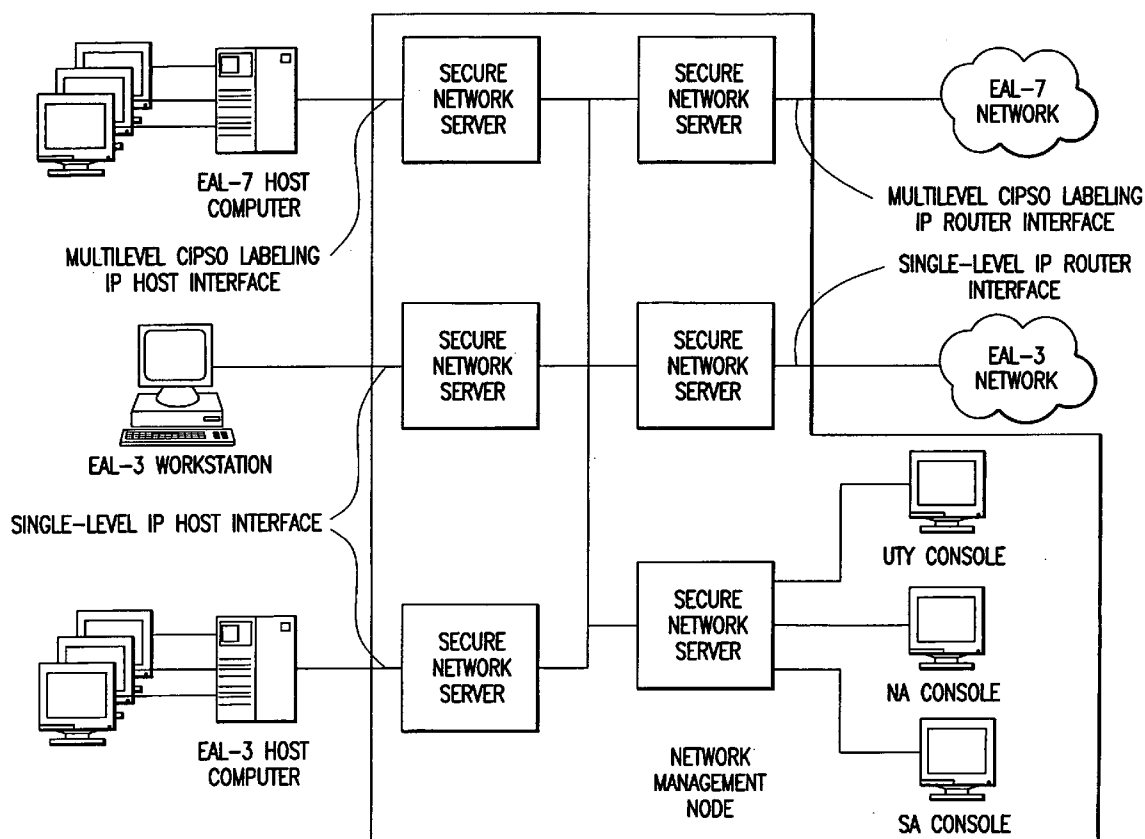 SECURE
NETWORK
SERVER
SECURE
NETWORK
SERVER
EAL-7
NETWORK
EAL-7 HOST
COMPUTER
MULTILEVEL CIPSO LABELING
IP HOST INTERFACE
MULTILEVEL CIPSO LABELING
IP ROUTER INTERFACE
SINGLE-LEVEL IP ROUTER
INTERFACE
SECURE
NETWORK
SERVER
SECURE
NETWORK
SERVER
EAL-3
NETWORK
EAL-3 WORKSTATION
SINGLE-LEVEL IP HOST INTERFACE
UTY CONSOLE
SECURE
NETWORK
SERVER
SECURE
NETWORK
SERVER
NA CONSOLE
EAL-3 HOST
COMPUTER
NETWORK
MANAGEMENT
NODE
SA CONSOLE